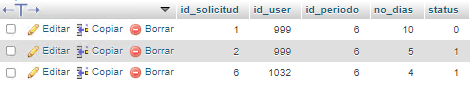 id_solicitud id_user id_periodo no_dias status
Editar Copiar Borrar 1 999 6 10 0
Editar Copiar Borrar 2 999 6 5 1
Editar Copiar Borrar 6 1032 6 4 1